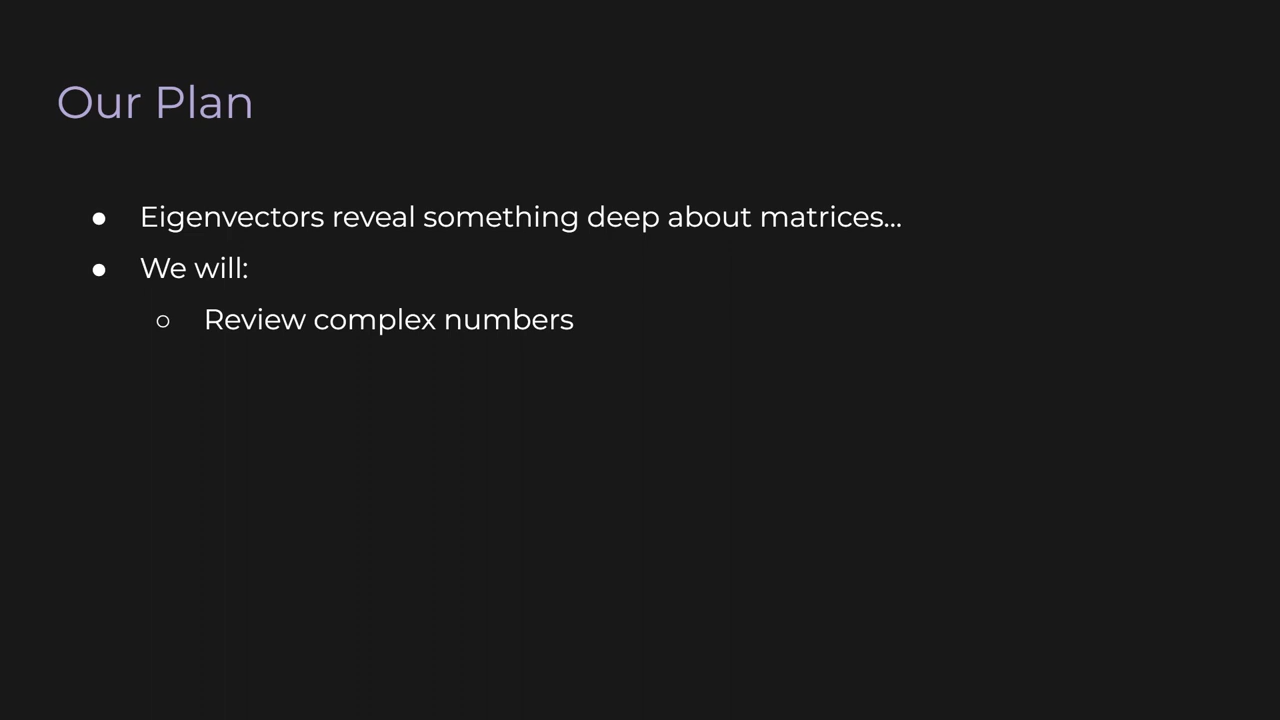 Our Plan
● Eigenvectors reveal something deep about matrices...
● We will:
○ Review complex numbers